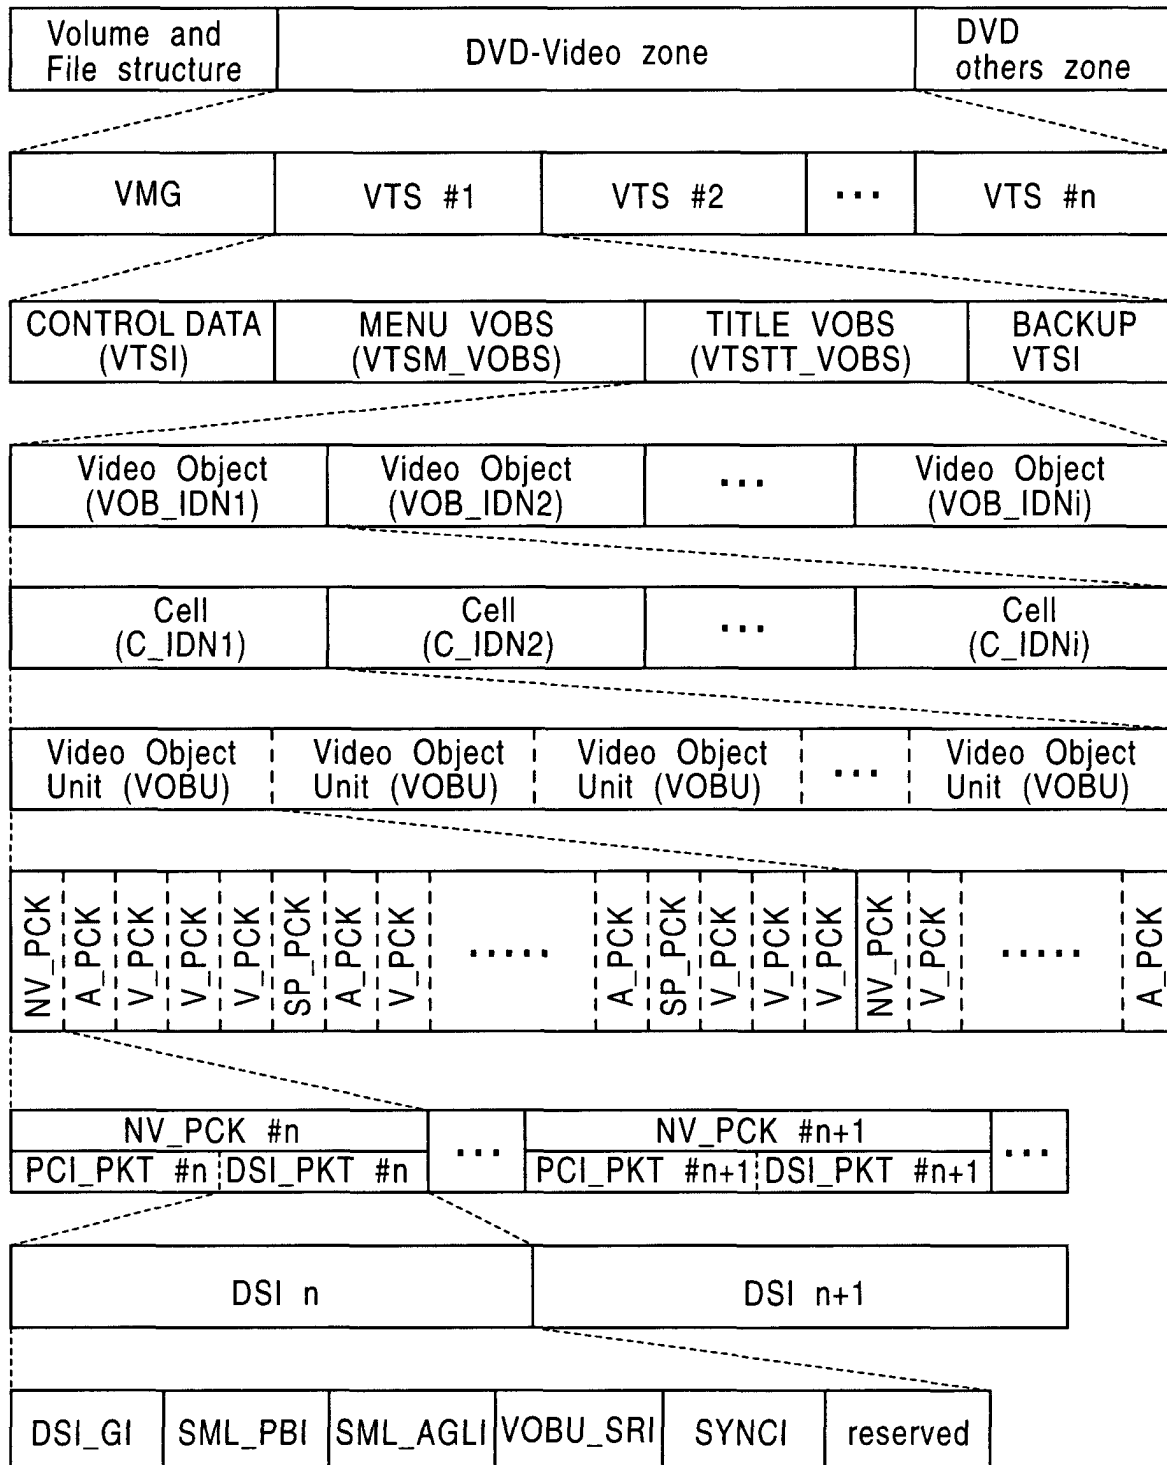 Volume and
File structure
DVD-Video zone
DVD
others zone
VMG
VTS #1
VTS #2
...
VTS #n
CONTROL DATA
(VTSI)
MENU VOBS
(VTSM_VOBS)
TITLE VOBS
(VTSTT_VOBS)
BACKUP
VTSI
Video Object
(VOB_IDN1)
Video Object
(VOB_IDN2)
...
Video Object
(VOB_IDNi)
Cell
(C_IDN1)
Cell
(C_IDN2)
...
Cell
(C_IDNi)
Video Object
Unit (VOBU)
Video Object
Unit (VOBU)
Video Object
Unit (VOBU)
...
Video Object
Unit (VOBU)
NV_PCK
A_PCK
V_PCK
V_PCK
V_PCK
SP_PCK
A_PCK
V_PCK
.....
A_PCK
SP_PCK
V_PCK
V_PCK
V_PCK
NV_PCK
V_PCK
.....
A_PCK
NV_PCK #n
PCI_PKT #n
DSI_PKT #n
...
NV_PCK #n+1
PCI_PKT #n+1
DSI_PKT #n+1
...
DSI n
DSI n+1
DSI_GI
SML_PBI
SML_AGLI
VOBU_SRI
SYNCI
reserved